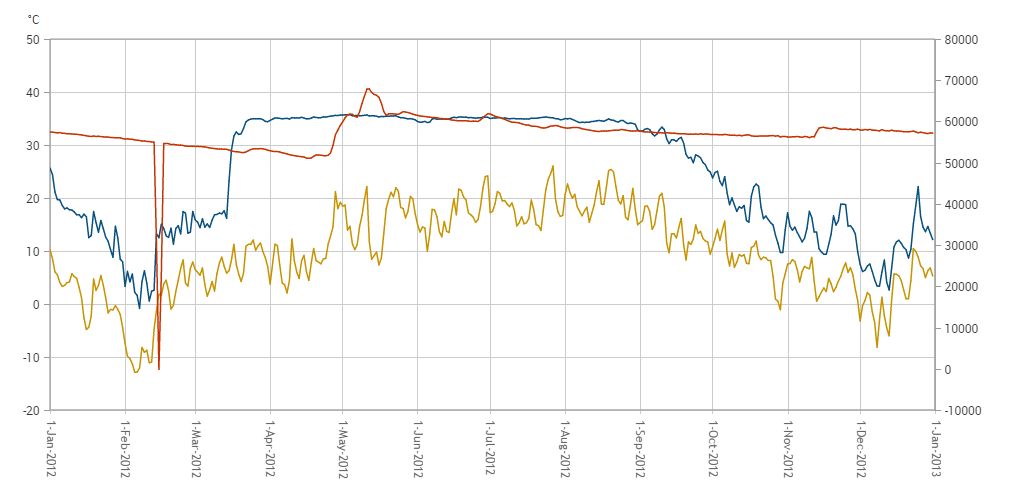 °C
50
40
30
20
10
0
-10
-20
80000
70000
60000
50000
40000
30000
20000
10000
0
-10000
1-Jan-2012
1-Feb-2012
1-Mar-2012
1-Apr-2012
1-May-2012
1-Jun-2012
1-Jul-2012
1-Aug-2012
1-Sep-2012
1-Oct-2012
1-Nov-2012
1-Dec-2012
1-Jan-2013